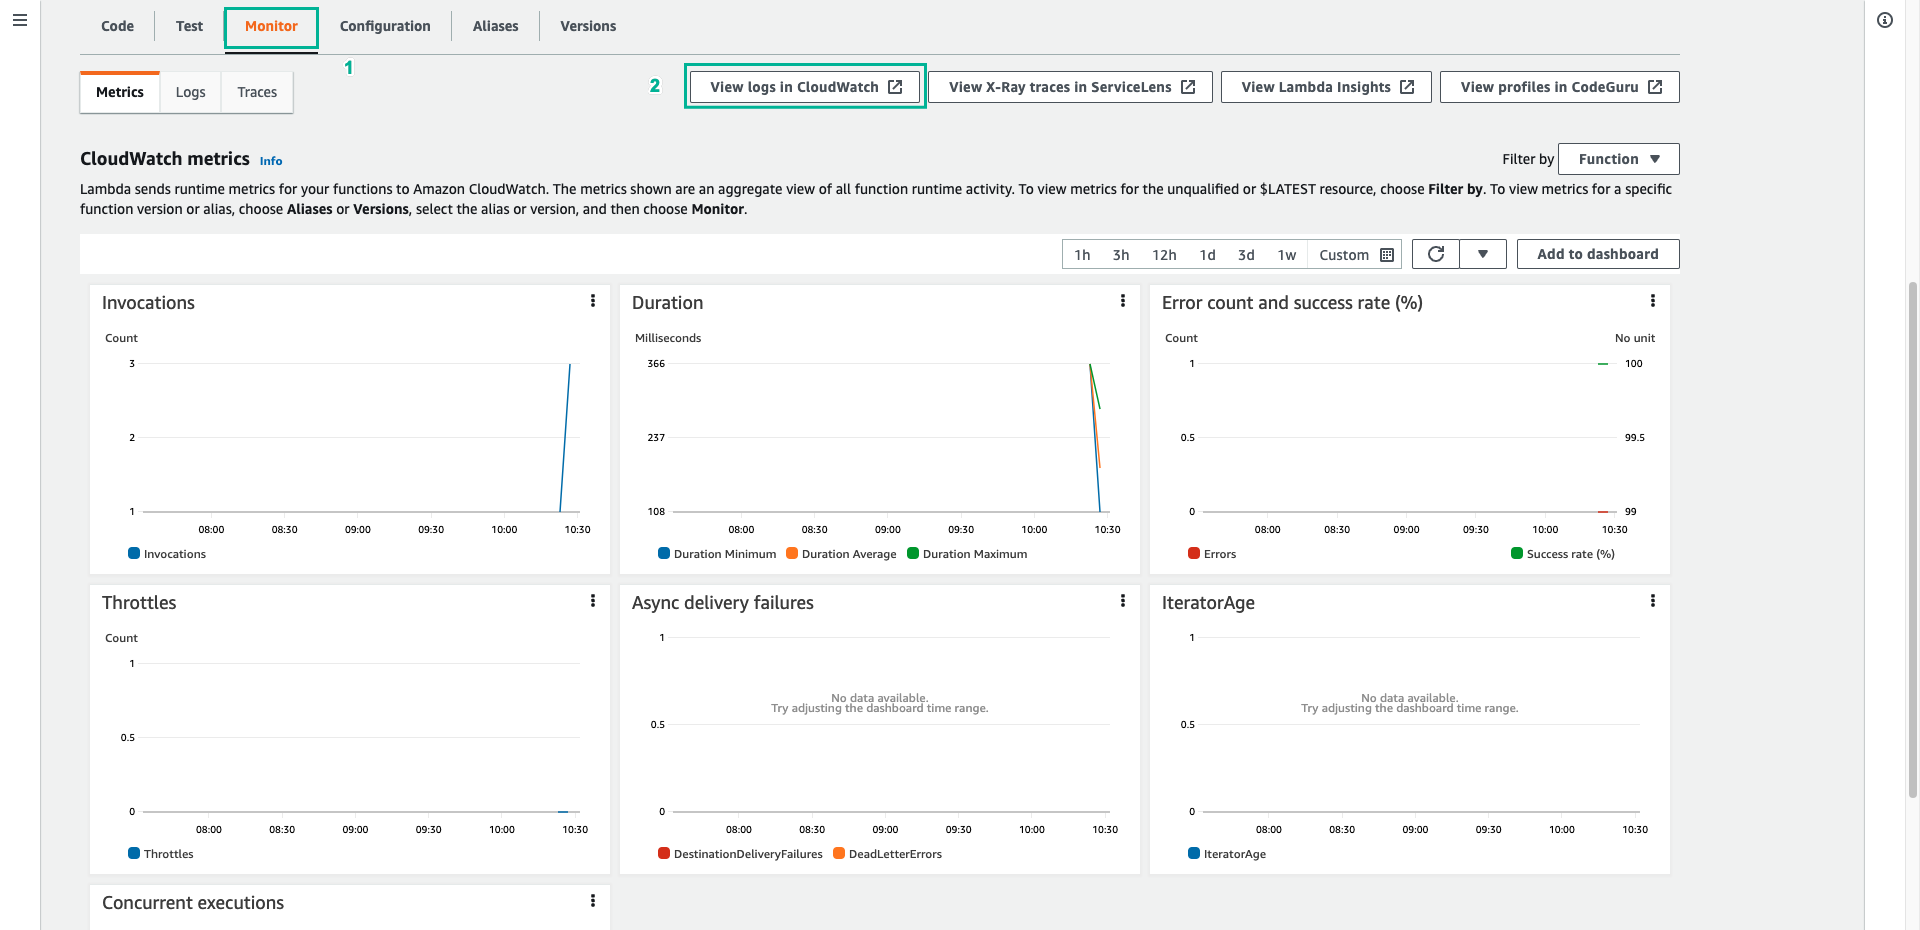 Code Test Monitor Configuration Aliases Versions
1
2
Metrics Logs Traces
View logs in CloudWatch View X-Ray traces in ServiceLens View Lambda Insights View profiles in CodeGuru
CloudWatch metrics Info
Filter by Function
Lambda sends runtime metrics for your functions to Amazon CloudWatch. The metrics shown are an aggregate view of all function runtime activity. To view metrics for the unqualified or $LATEST resource, choose Filter by. To view metrics for a specific
function version or alias, choose Aliases or Versions, select the alias or version, and then choose Monitor.
1h 3h 12h 1d 3d 1w Custom Add to dashboard
Invocations
Count
3
2
1
08:00 08:30 09:00 09:30 10:00 10:30
Invocations
Duration
Milliseconds
366
237
108
08:00 08:30 09:00 09:30 10:00 10:30
Duration Minimum Duration Average Duration Maximum
Error count and success rate (%)
Count No unit
1 100
0.5 99.5
0 99
08:00 08:30 09:00 09:30 10:00 10:30
Errors Success rate (%)
Throttles
Count
1
0.5
0
08:00 08:30 09:00 09:30 10:00 10:30
Throttles
Async delivery failures
1
No data available.
Try adjusting the dashboard time range.
0.5
0
08:00 08:30 09:00 09:30 10:00 10:30
DestinationDeliveryFailures DeadLetterErrors
IteratorAge
1
No data available.
Try adjusting the dashboard time range.
0.5
0
08:00 08:30 09:00 09:30 10:00 10:30
IteratorAge
Concurrent executions